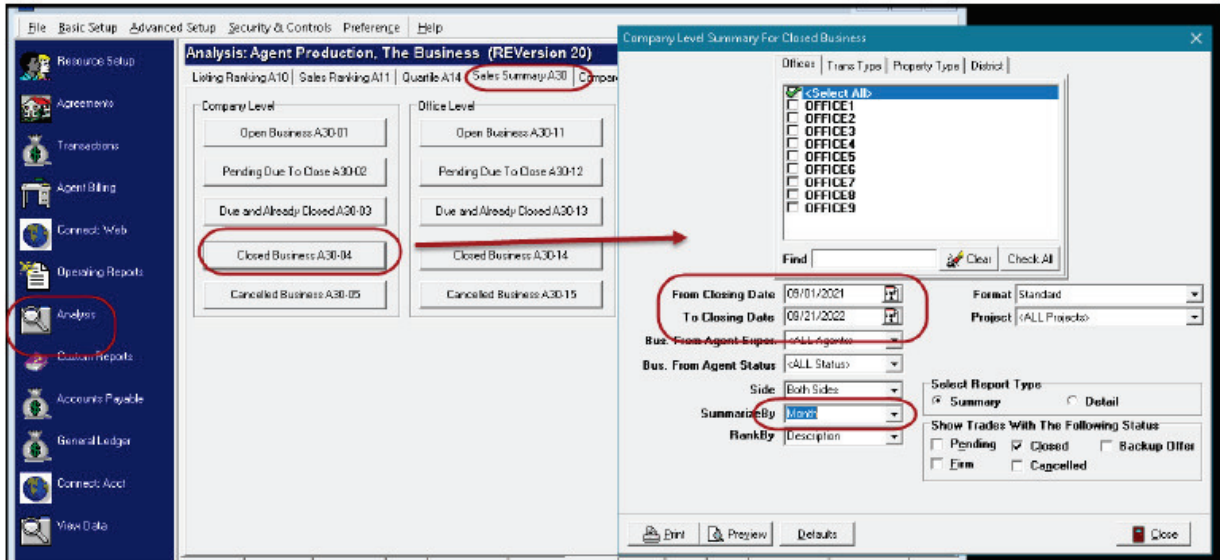 File Basic Setup Advanced Setup Security & Controls Preference Help
Resource Setup
Agreements
Transactions
Agent Billing
Connect: Web
Operating Reports
Analysis
Custom Reports
Accounts Payable
General Ledger
Connect: Acct
View Data
Analysis: Agent Production, The Business (REVersion 20)
Listing Ranking A10 Sales Ranking A11 Quartile A14 Sales Summary A30 Compar
Company Level
Open Business A30-01
Pending Due To Close A30-02
Due and Already Closed A30-03
Closed Business A30-04
Cancelled Business A30-05
Office Level
Open Business A30-11
Pending Due To Close A30-12
Due and Already Closed A30-13
Closed Business A30-14
Cancelled Business A30-15
Company Level Summary For Closed Business
Offices Trans Type Property Type District
<Select All>
OFFICE1
OFFICE2
OFFICE3
OFFICE4
OFFICE5
OFFICE6
OFFICE7
OFFICE8
OFFICE9
Find Clear Check All
From Closing Date 09/01/2021
To Closing Date 09/21/2022
Bus. From Agent Exper. <ALL Agents>
Bus. From Agent Status <ALL Status>
Side Both Sides
SummarizeBy Month
RankBy Description
Format Standard
Project <ALL Projects>
Select Report Type
Summary Detail
Show Trades With The Following Status
Pending Closed Backup Offer
Firm Cancelled
Print Preview Defaults Close